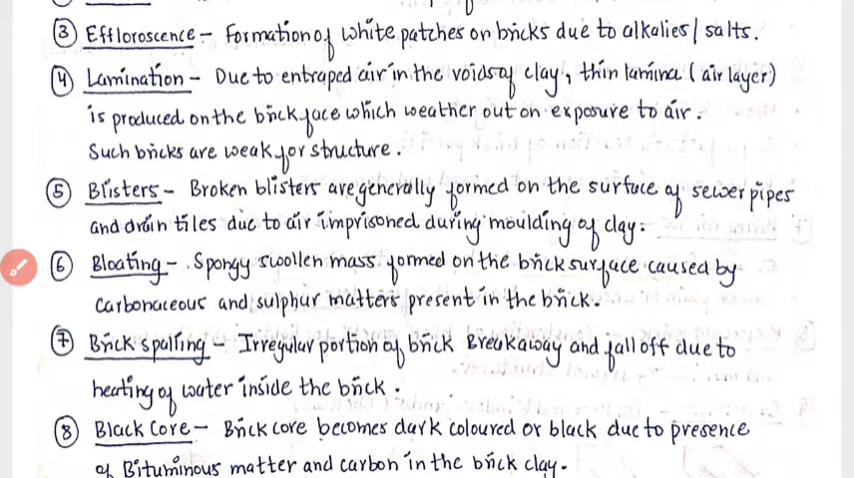 ③ Effloroscence – Formation of white patches on bricks due to alkalies / salts.
④ Lamination – Due to entraped air in the voids of clay, thin lamina (air layer)
is produced on the brick face which weather out on exposure to air.
Such bricks are weak for structure.
⑤ Blisters – Broken blisters are generally formed on the surface of sewer pipes
and drain tiles due to air imprisoned during moulding of clay.
⑥ Bloating – Spongy swollen mass formed on the brick surface caused by
carbonaceous and sulphur matters present in the brick.
⑦ Brick spalling – Irregular portion of brick Breakaway and fall off due to
heating of water inside the brick.
⑧ Black Core – Brick core becomes dark coloured or black due to presence
of Bituminous matter and carbon in the brick clay.